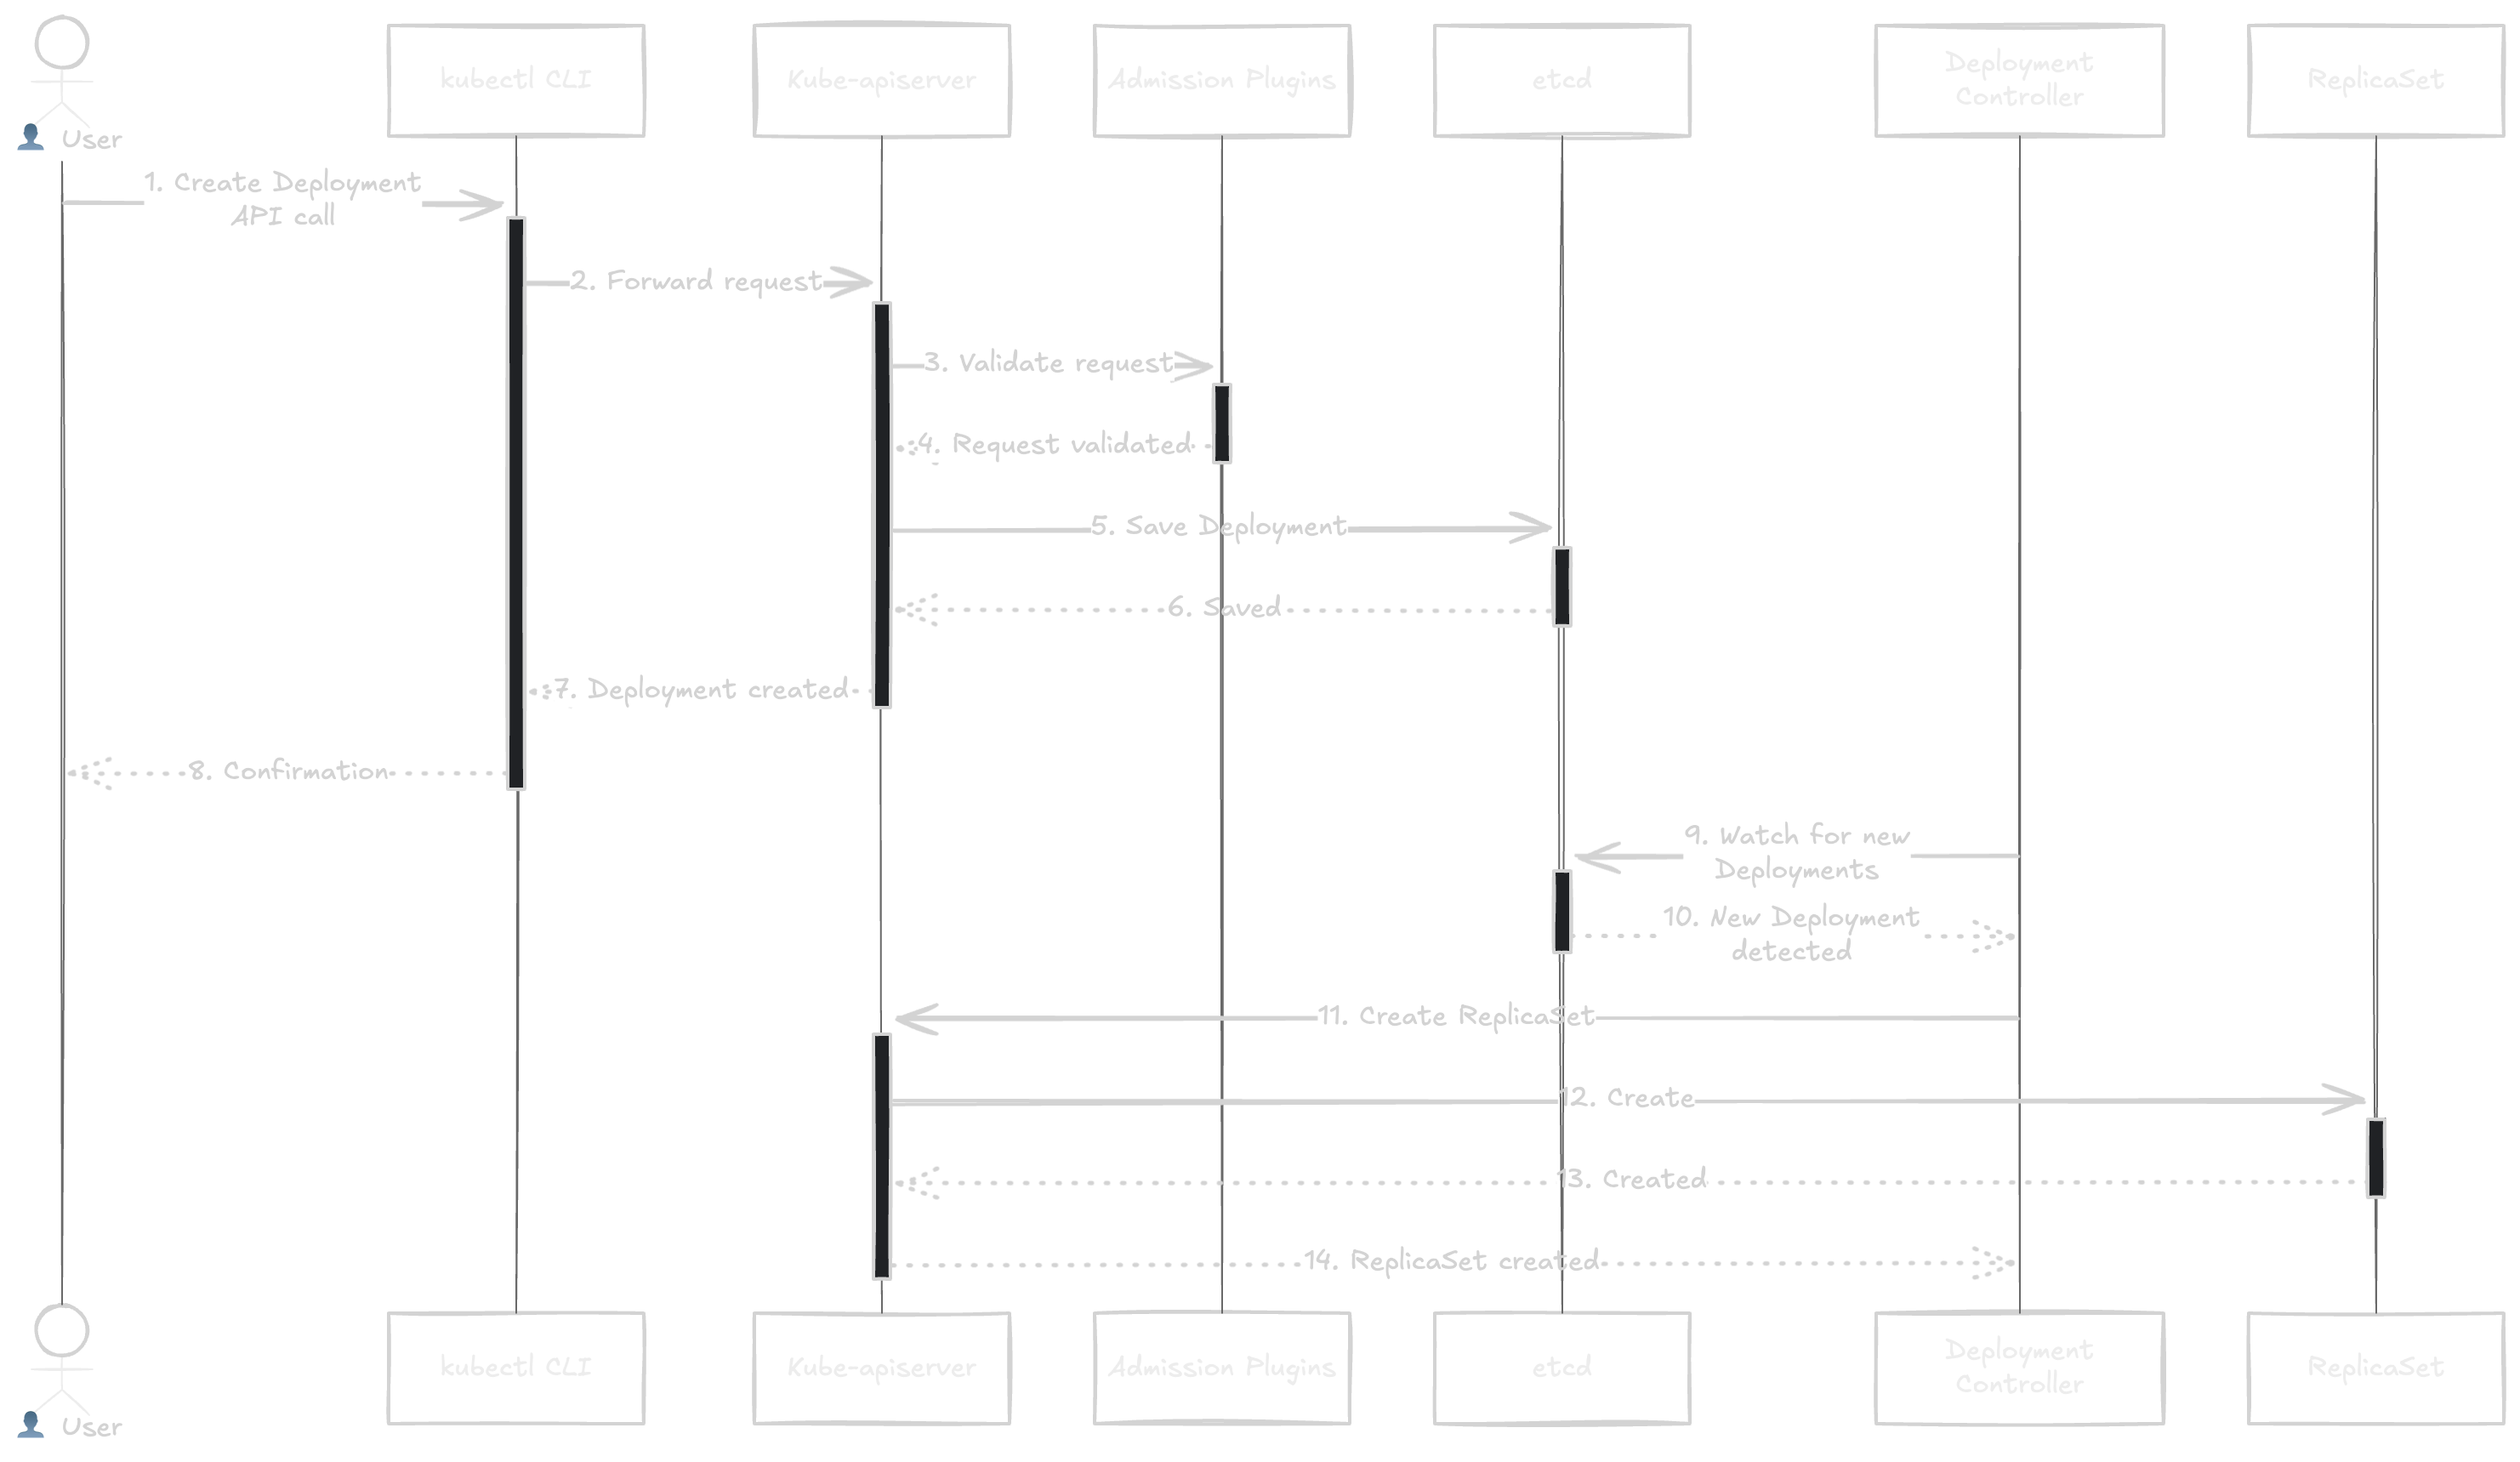 kubectl CLI
Kube-apiserver
Admission Plugins
etcd
Deployment
Controller
ReplicaSet
User
1. Create Deployment
API call
2. Forward request
3. Validate request
4. Request validated
5. Save Deployment
6. Saved
7. Deployment created
8. Confirmation
9. Watch for new
Deployments
10. New Deployment
detected
11. Create ReplicaSet
12. Create
13. Created
14. ReplicaSet created
kubectl CLI
Kube-apiserver
Admission Plugins
etcd
Deployment
Controller
ReplicaSet
User